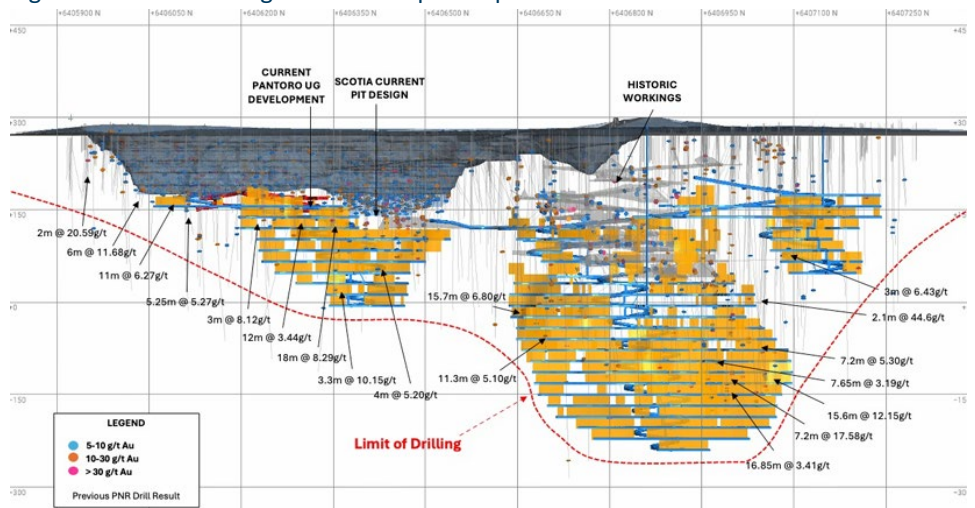 +6405900 N +6406050 N +6406200 N +6406350 N +6406500 N +6406650 N +6406800 N +6406950 N +6407100 N +6407250 N
+450
CURRENT
PANTORO UG
DEVELOPMENT
SCOTIA CURRENT
PIT DESIGN
HISTORIC
WORKINGS
+300
+150
2m @ 20.59g/t
6m @ 11.68g/t
11m @ 6.27g/t
5.25m @ 5.27g/t
3m @ 8.12g/t
12m @ 3.44g/t
18m @ 8.29g/t
3.3m @ 10.15g/t
4m @ 5.20g/t
15.7m @ 6.80g/t
11.3m @ 5.10g/t
3m @ 6.43g/t
2.1m @ 44.6g/t
7.2m @ 5.30g/t
7.65m @ 3.19g/t
15.6m @ 12.15g/t
7.2m @ 17.58g/t
16.85m @ 3.41g/t
+0
-150
-300
Limit of Drilling
LEGEND
5-10 g/t Au
10-30 g/t Au
> 30 g/t Au
Previous PNR Drill Result